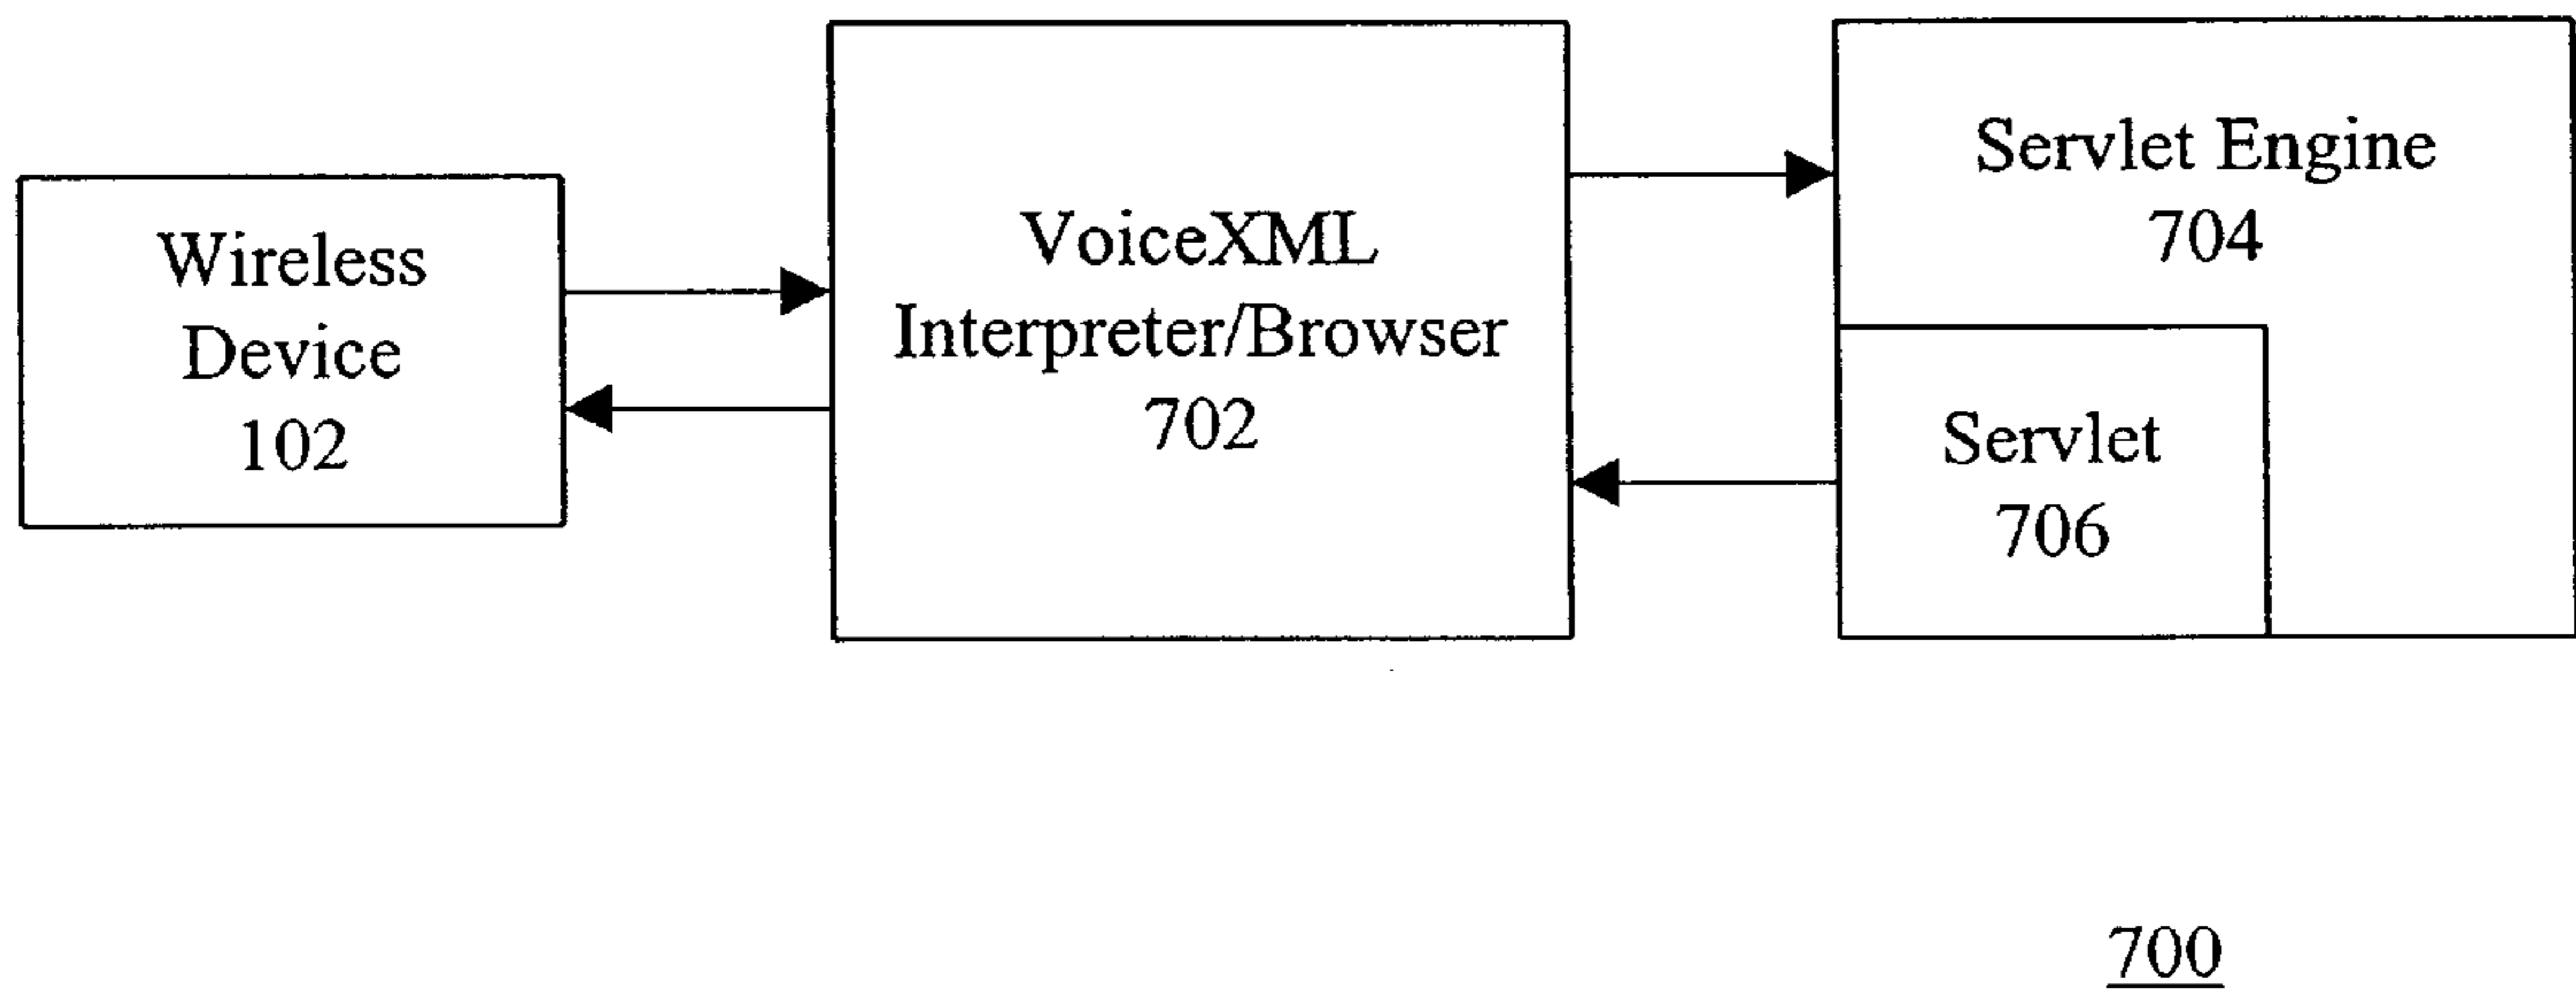 Wireless
Device
102
VoiceXML
Interpreter/Browser
702
Servlet Engine
704
Servlet
706
700